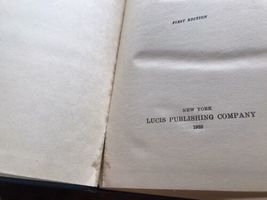 FIRST EDITION
NEW YORK
LUCIS PUBLISHING COMPANY